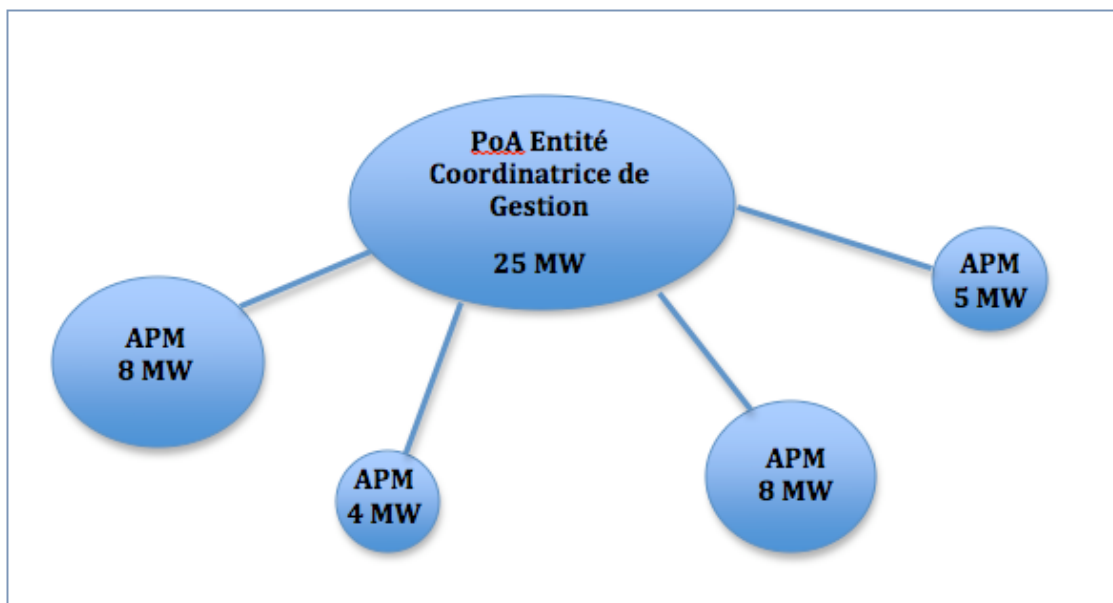 PoA Entité
Coordinatrice de
Gestion
25 MW
APM
8 MW
APM
4 MW
APM
8 MW
APM
5 MW